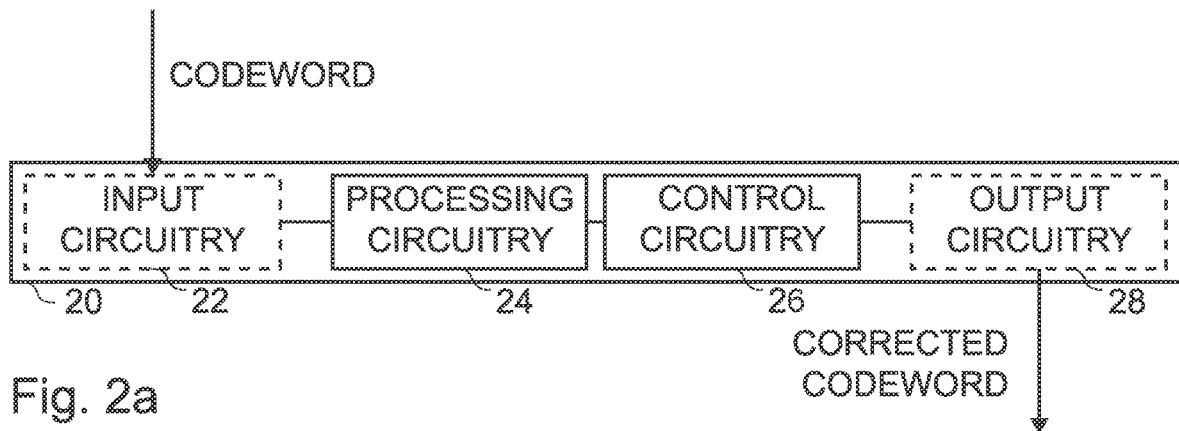 CODEWORD
INPUT CIRCUITRY
PROCESSING CIRCUITRY
CONTROL CIRCUITRY
OUTPUT CIRCUITRY
20 22 24 26 28
CORRECTED
CODEWORD
Fig. 2a